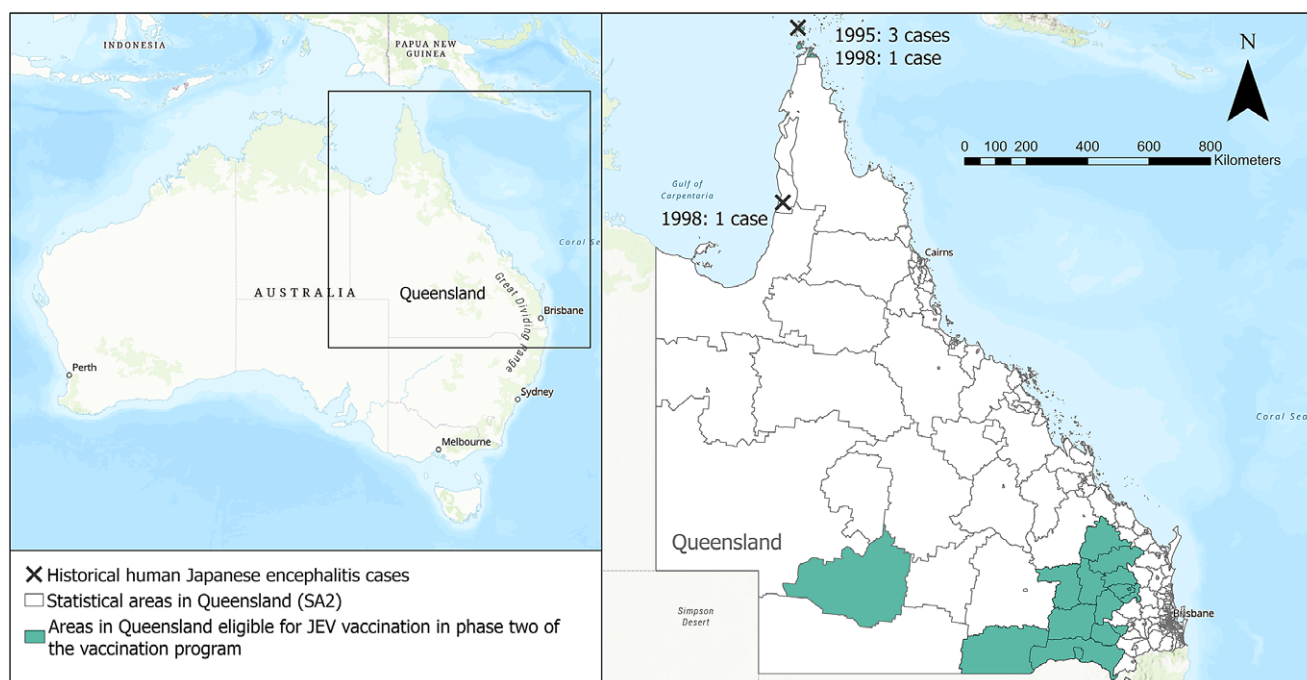 INDONESIA
PAPUA NEW
GUINEA
AUSTRALIA
Queensland
Coral Se
Great Dividing Range
Brisbane
Perth
Sydney
Melbourne
Historical human Japanese encephalitis cases
Statistical areas in Queensland (SA2)
Areas in Queensland eligible for JEV vaccination in phase two of
the vaccination program
1995: 3 cases
1998: 1 case
N
0 100 200 400 600 800
Kilometers
Gulf of
Carpentaria
1998: 1 case
Cairns
Coral Sea
Queensland
Simpson
Desert
Brisbane